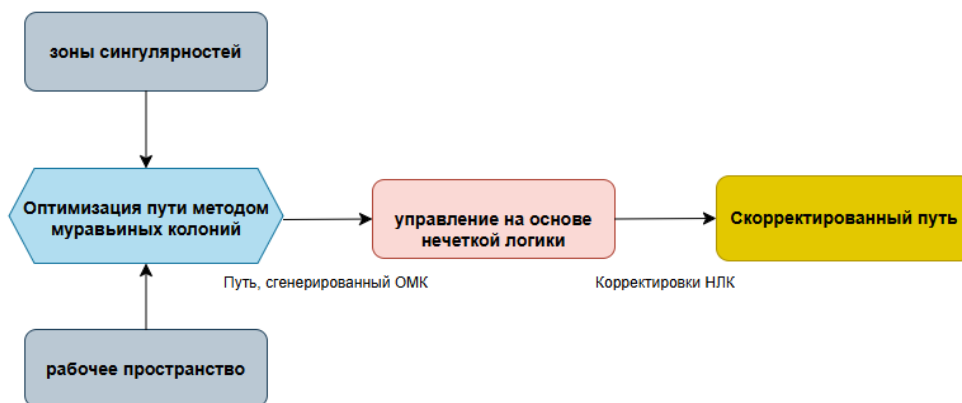 зоны сингулярностей
Оптимизация пути методом
муравьиных колоний
управление на основе
нечеткой логики
Скорректированный путь
Путь, сгенерированный ОМК
Корректировки НЛК
рабочее пространство